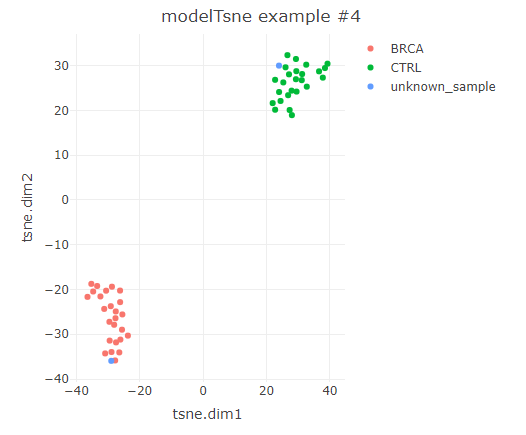 modelTsne example #4
BRCA
CTRL
unknown_sample
30
20
10
0
−10
−20
−30
−40
tsne.dim2
−40
−20
0
20
40
tsne.dim1